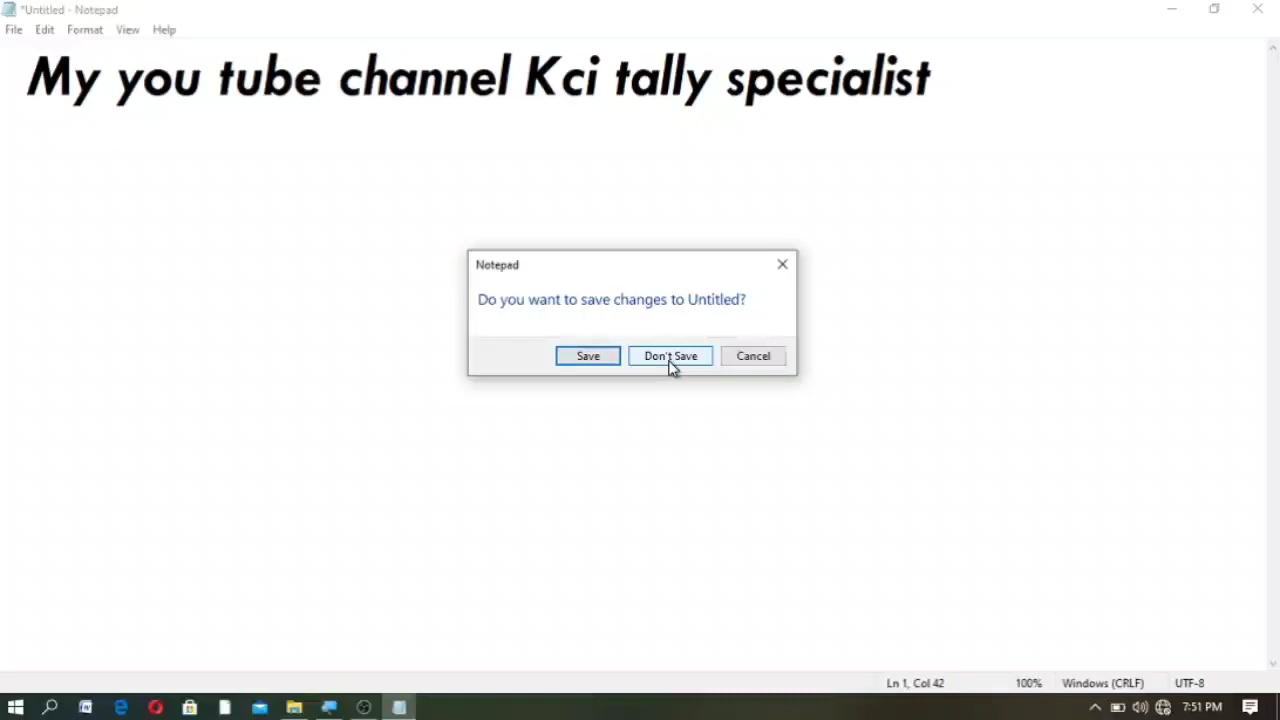 *Untitled - Notepad
File Edit Format View Help
My you tube channel Kci tally specialist
Notepad
Do you want to save changes to Untitled?
Save Don't Save Cancel
Ln 1, Col 42 100% Windows (CRLF) UTF-8
7:51 PM